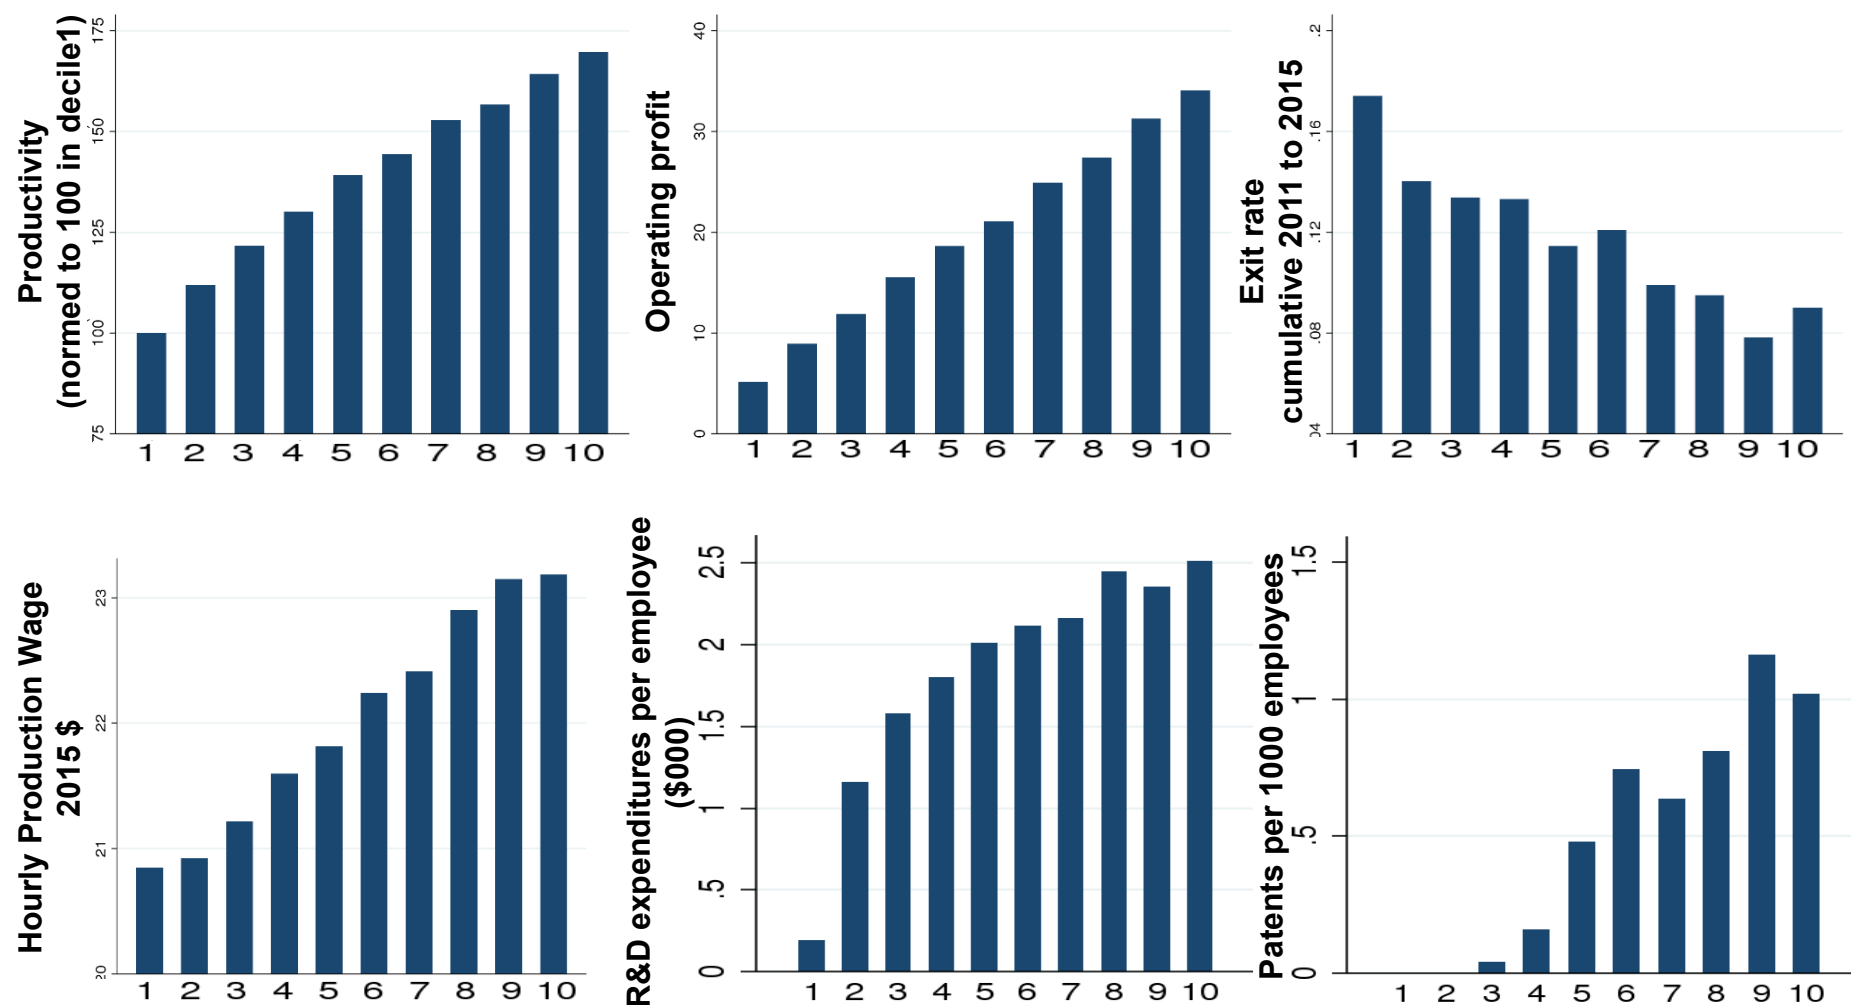 Productivity
(normed to 100 in decile1)
175
150
125
100
75
1 2 3 4 5 6 7 8 9 10
Operating profit
40
30
20
10
0
1 2 3 4 5 6 7 8 9 10
Exit rate
cumulative 2011 to 2015
.2
.16
.12
.08
04
1 2 3 4 5 6 7 8 9 10
Hourly Production Wage
2015 $
23
22
21
20
1 2 3 4 5 6 7 8 9 10
R&D expenditures per employee
($000)
2.5
2
1.5
1
.5
0
1 2 3 4 5 6 7 8 9 10
Patents per 1000 employees
1.5
1
.5
0
1 2 3 4 5 6 7 8 9 10